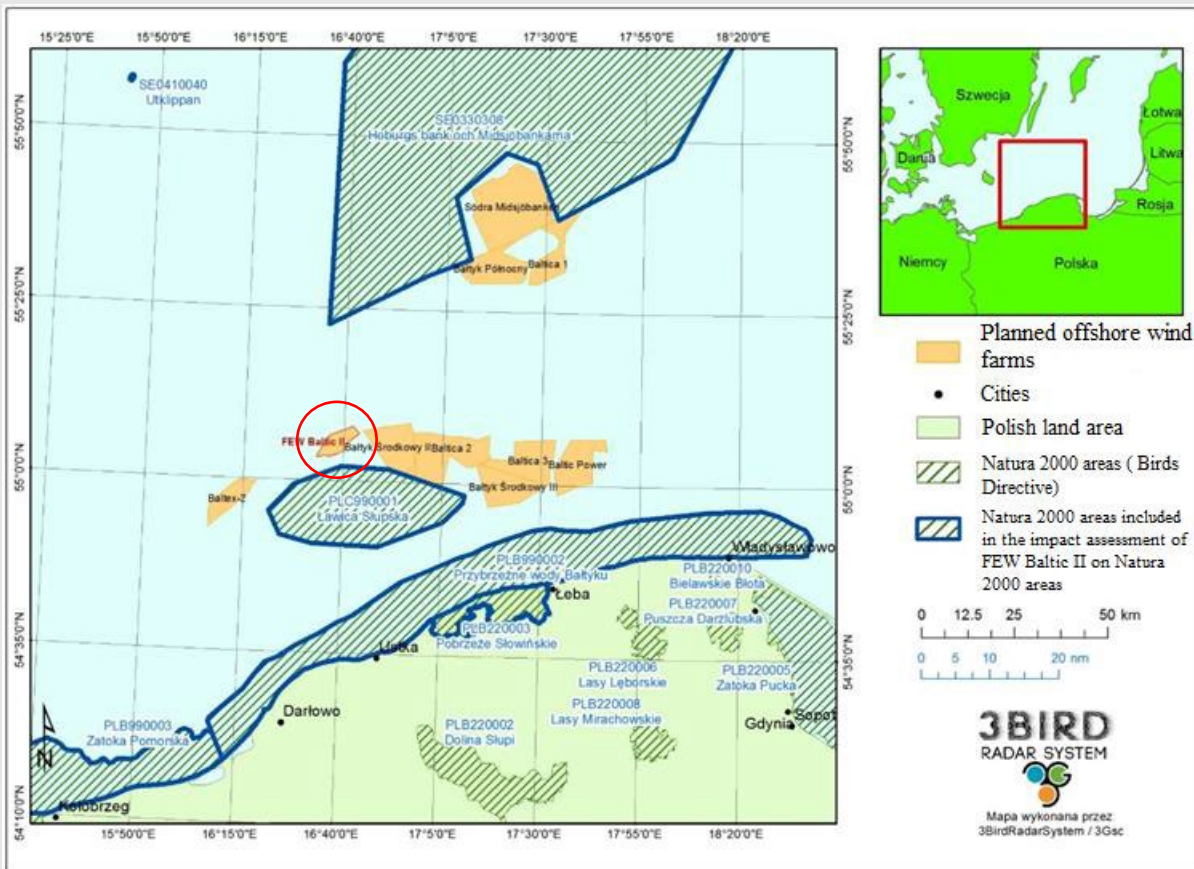 15°25'0"E 15°50'0"E 16°15'0"E 16°40'0"E 17°5'0"E 17°30'0"E 17°55'0"E 18°20'0"E
SE0410040
Utklippan
55°50'0"N
55°50'0"N
SE0330308
Hoburgs bank och Midsjöbankarna
Södra Midsjöbanken
Bałtyk Północny
Baltica 1
55°25'0"N
55°25'0"N
FEW Baltic II
Bałtyk Środkowy II
Baltica 2
Baltica 3
Baltic Power
Bałtyk Środkowy III
Baltex-2
55°0'0"N
55°0'0"N
PLC990001
Ławica Słupska
PLB990002
Przybrzeżne wody Bałtyku
Władysławowo
Łeba
PLB220010
Bielawskie Błota
PLB220007
Puszcza Darżlubska
PLB220003
Pobrzeże Słowińskie
Ustka
54°35'0"N
54°35'0"N
PLB220006
Lasy Lęborskie
PLB220005
Zatoka Pucka
PLB220008
Lasy Mirachowskie
Darłowo
PLB220002
Dolina Słupi
Sopot
Gdynia
PLB990003
Zatoka Pomorska
N
Kołobrzeg
54°10'0"N
15°50'0"E 16°15'0"E 16°40'0"E 17°5'0"E 17°30'0"E 17°55'0"E 18°20'0"E
Szwecja
Łotwa
Litwa
Dania
Rosja
Niemcy
Polska
Planned offshore wind
farms
Cities
Polish land area
Natura 2000 areas ( Birds
Directive)
Natura 2000 areas included
in the impact assessment of
FEW Baltic II on Natura
2000 areas
0 12.5 25 50 km
0 5 10 20 nm
3BIRD
RADAR SYSTEM
3G
Mapa wykonana przez
3BirdRadarSystem / 3Gsc